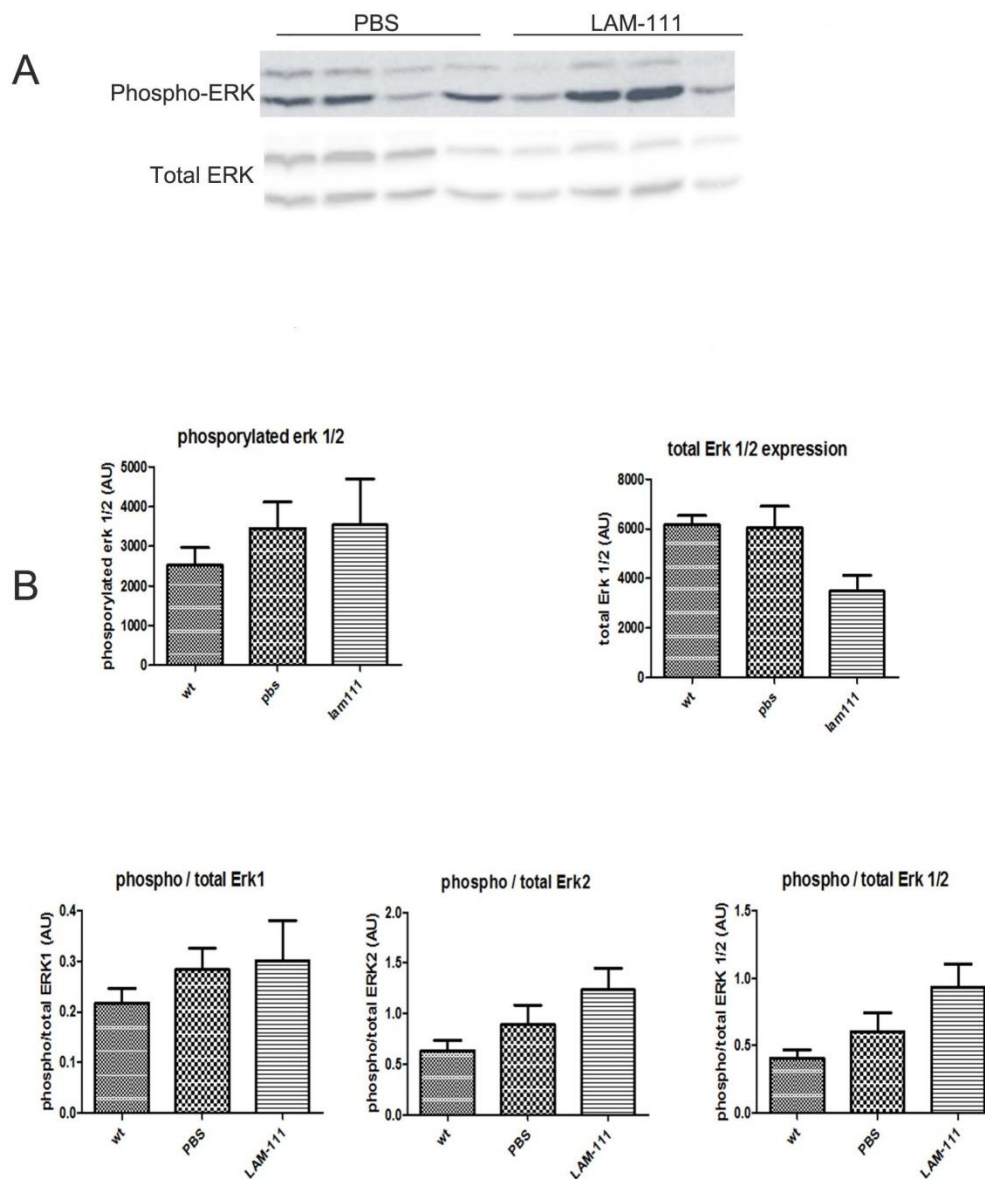 PBS LAM-111
A
Phospho-ERK
Total ERK
B
phosporylated erk 1/2
phosporylated erk 1/2 (AU)
5000
4000
3000
2000
1000
0
wt pbs lam111
total Erk 1/2 expression
total Erk 1/2 (AU)
8000
6000
4000
2000
0
wt pbs lam111
phospho / total Erk1
phospho/total ERK1 (AU)
0.4
0.3
0.2
0.1
0.0
wt PBS LAM-111
phospho / total Erk2
phospho/total ERK2 (AU)
2.0
1.5
1.0
0.5
0.0
wt PBS LAM-111
phospho / total Erk 1/2
phospho/total ERK 1/2 (AU)
1.5
1.0
0.5
0.0
wt PBS LAM-111